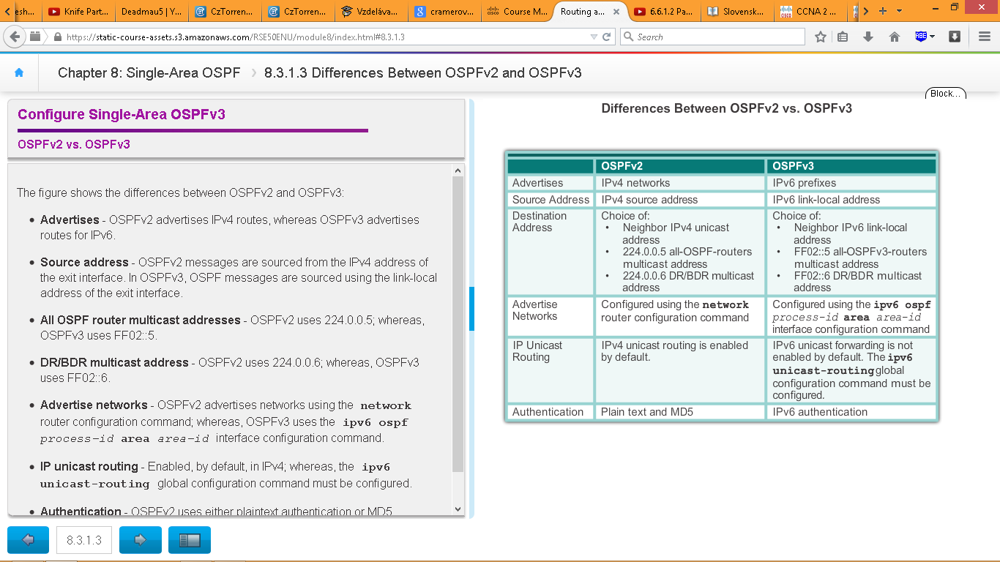 esh...
Knife Part...
Deadmau5 | Y...
CzTorren...
CzTorren...
Vzdeláva...
cramerov...
Course M...
Routing a...
6.6.1.2 Pa...
Slovensk...
CCNA 2 ...
https://static-course-assets.s3.amazonaws.com/RSE50ENU/module8/index.html#8.3.1.3
Search
ABE
Chapter 8: Single-Area OSPF
8.3.1.3 Differences Between OSPFv2 and OSPFv3
Block...
Configure Single-Area OSPFv3
OSPFv2 vs. OSPFv3
The figure shows the differences between OSPFv2 and OSPFv3:
• Advertises - OSPFv2 advertises IPv4 routes, whereas OSPFv3 advertises
routes for IPv6.
• Source address - OSPFv2 messages are sourced from the IPv4 address of
the exit interface. In OSPFv3, OSPF messages are sourced using the link-local
address of the exit interface.
• All OSPF router multicast addresses - OSPFv2 uses 224.0.0.5; whereas,
OSPFv3 uses FF02::5.
• DR/BDR multicast address - OSPFv2 uses 224.0.0.6; whereas, OSPFv3
uses FF02::6.
• Advertise networks - OSPFv2 advertises networks using the network
router configuration command; whereas, OSPFv3 uses the ipv6 ospf
process-id area area-id interface configuration command.
• IP unicast routing - Enabled, by default, in IPv4; whereas, the ipv6
unicast-routing global configuration command must be configured.
• Authentication - OSPFv2 uses either plaintext authentication or MD5
8.3.1.3
Differences Between OSPFv2 vs. OSPFv3
OSPFv2
OSPFv3
Advertises
IPv4 networks
IPv6 prefixes
Source Address
IPv4 source address
IPv6 link-local address
Destination
Address
Choice of:
• Neighbor IPv4 unicast
address
• 224.0.0.5 all-OSPF-routers
multicast address
• 224.0.0.6 DR/BDR multicast
address
Choice of:
• Neighbor IPv6 link-local
address
• FF02::5 all-OSPFv3-routers
multicast address
• FF02::6 DR/BDR multicast
address
Advertise
Networks
Configured using the network
router configuration command
Configured using the ipv6 ospf
process-id area area-id
interface configuration command
IP Unicast
Routing
IPv4 unicast routing is enabled
by default.
IPv6 unicast forwarding is not
enabled by default. The ipv6
unicast-routing global
configuration command must be
configured.
Authentication
Plain text and MD5
IPv6 authentication